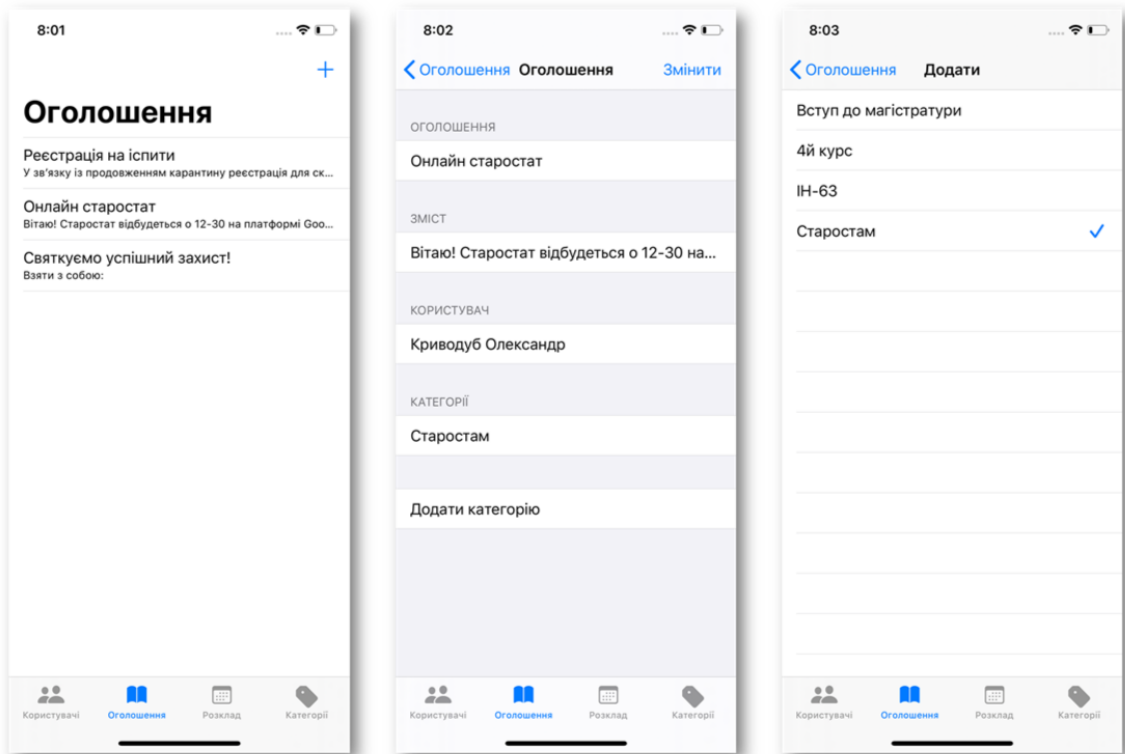 8:01
Оголошення
Реєстрація на іспити
У зв’язку із продовженням карантину реєстрація для ск...
Онлайн старостат
Вітаю! Старостат відбудеться о 12-30 на платформі Goo...
Святкуємо успішний захист!
Взяти з собою:
Користувачі Оголошення Розклад Категорії
8:02
Оголошення Оголошення Змінити
ОГОЛОШЕННЯ
Онлайн старостат
ЗМІСТ
Вітаю! Старостат відбудеться о 12-30 на...
КОРИСТУВАЧ
Криводуб Олександр
КАТЕГОРІЇ
Старостам
Додати категорію
Користувачі Оголошення Розклад Категорії
8:03
Оголошення Додати
Вступ до магістратури
4й курс
ІН-63
Старостам
Користувачі Оголошення Розклад Категорії